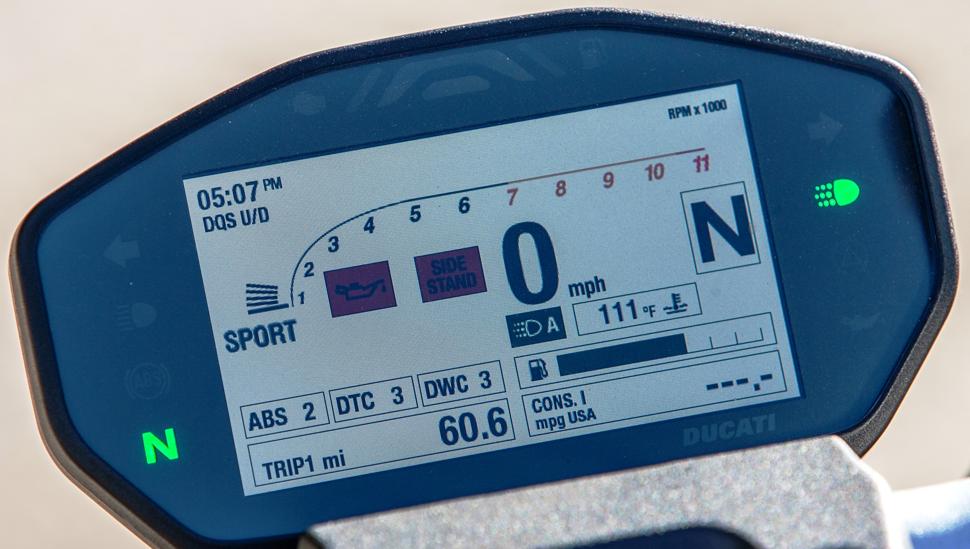 RPM x 1000
05:07 PM
DQS U/D
1 2 3 4 5 6 7 8 9 10 11
SIDE
STAND
0 mph
N
SPORT
A
111 °F
ABS 2 DTC 3 DWC 3
CONS. I
mpg USA
---.-
TRIP1 mi 60.6
N
DUCATI
ABS